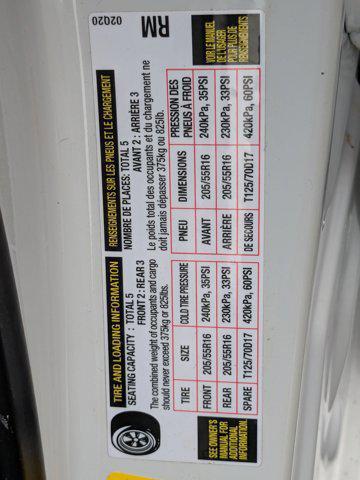 TIRE AND LOADING INFORMATION
SEATING CAPACITY : TOTAL 5
FRONT 2 : REAR 3
The combined weight of occupants and cargo
should never exceed 375kg or 825lbs.
TIRE SIZE COLD TIRE PRESSURE
FRONT 205/55R16 240kPa, 35PSI
REAR 205/55R16 230kPa, 33PSI
SPARE T125/70D17 420kPa, 60PSI
SEE OWNER'S
MANUAL FOR
ADDITIONAL
INFORMATION
RENSEIGNEMENTS SUR LES PNEUS ET LE CHARGEMENT
NOMBRE DE PLACES: TOTAL 5
AVANT 2 : ARRIÈRE 3
Le poids total des occupants et du chargement ne
doit jamais dépasser 375kg ou 825lb.
PNEU DIMENSIONS PRESSION DES
PNEUS À FROID
AVANT 205/55R16 240kPa, 35PSI
ARRIÈRE 205/55R16 230kPa, 33PSI
DE SECOURS T125/70D17 420kPa, 60PSI
VOIR LE MANUEL
DE L'USAGER
POUR PLUS DE
RENSEIGNEMENTS
02Q20
RM